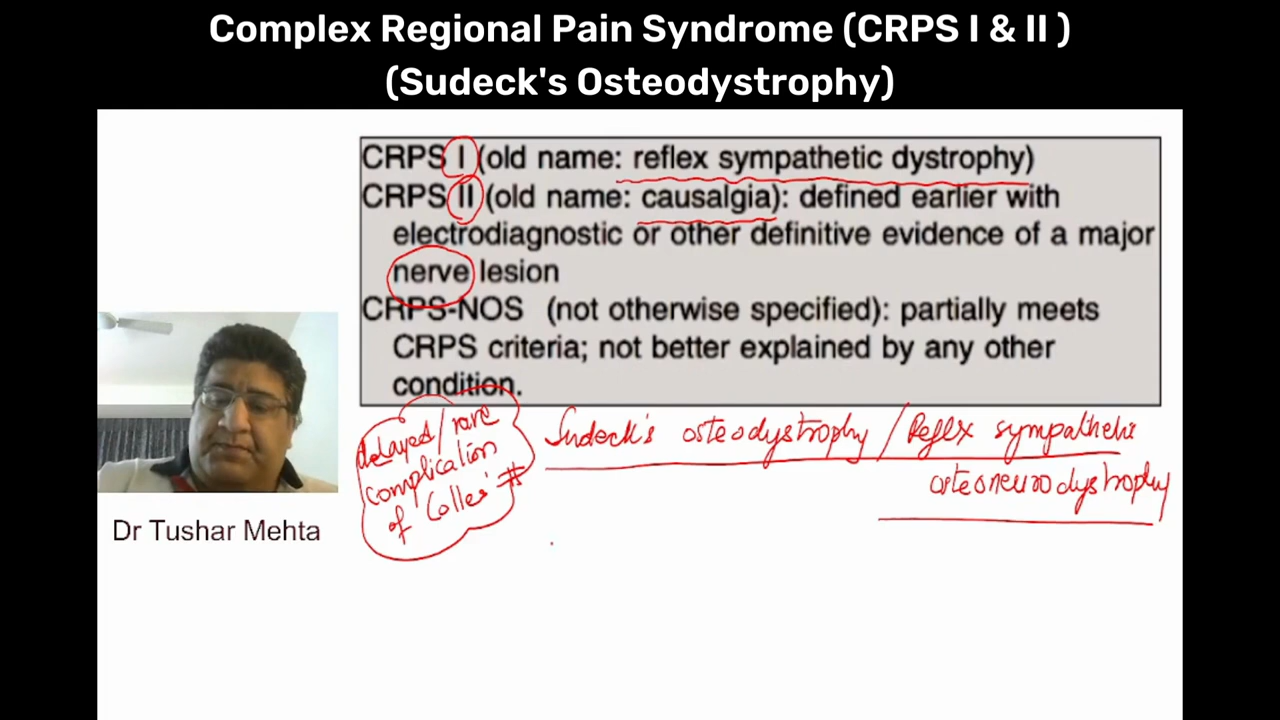 Complex Regional Pain Syndrome (CRPS I & II )
(Sudeck's Osteodystrophy)
CRPS I (old name: reflex sympathetic dystrophy)
CRPS II (old name: causalgia): defined earlier with
electrodiagnostic or other definitive evidence of a major
nerve lesion
CRPS-NOS (not otherwise specified): partially meets
CRPS criteria; not better explained by any other
condition.
delayed/rare
complication
of Colles' #
Sudeck's osteodystrophy / Reflex sympathetic
osteoneurodystrophy
Dr Tushar Mehta